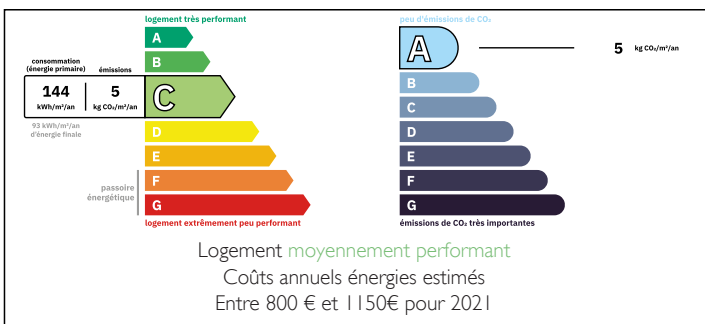 logement très performant
A
B
consommation
(énergie primaire)
émissions
144
kWh/m²/an
5
kg CO₂/m²/an
C
93 kWh/m²/an
d'énergie finale
D
E
F
G
passoire
énergétique
logement extrêmement peu performant
peu d'émissions de CO₂
A
5 kg CO₂/m²/an
B
C
D
E
F
G
émissions de CO₂ très importantes
Logement moyennement performant
Coûts annuels énergies estimés
Entre 800 € et 1150€ pour 2021